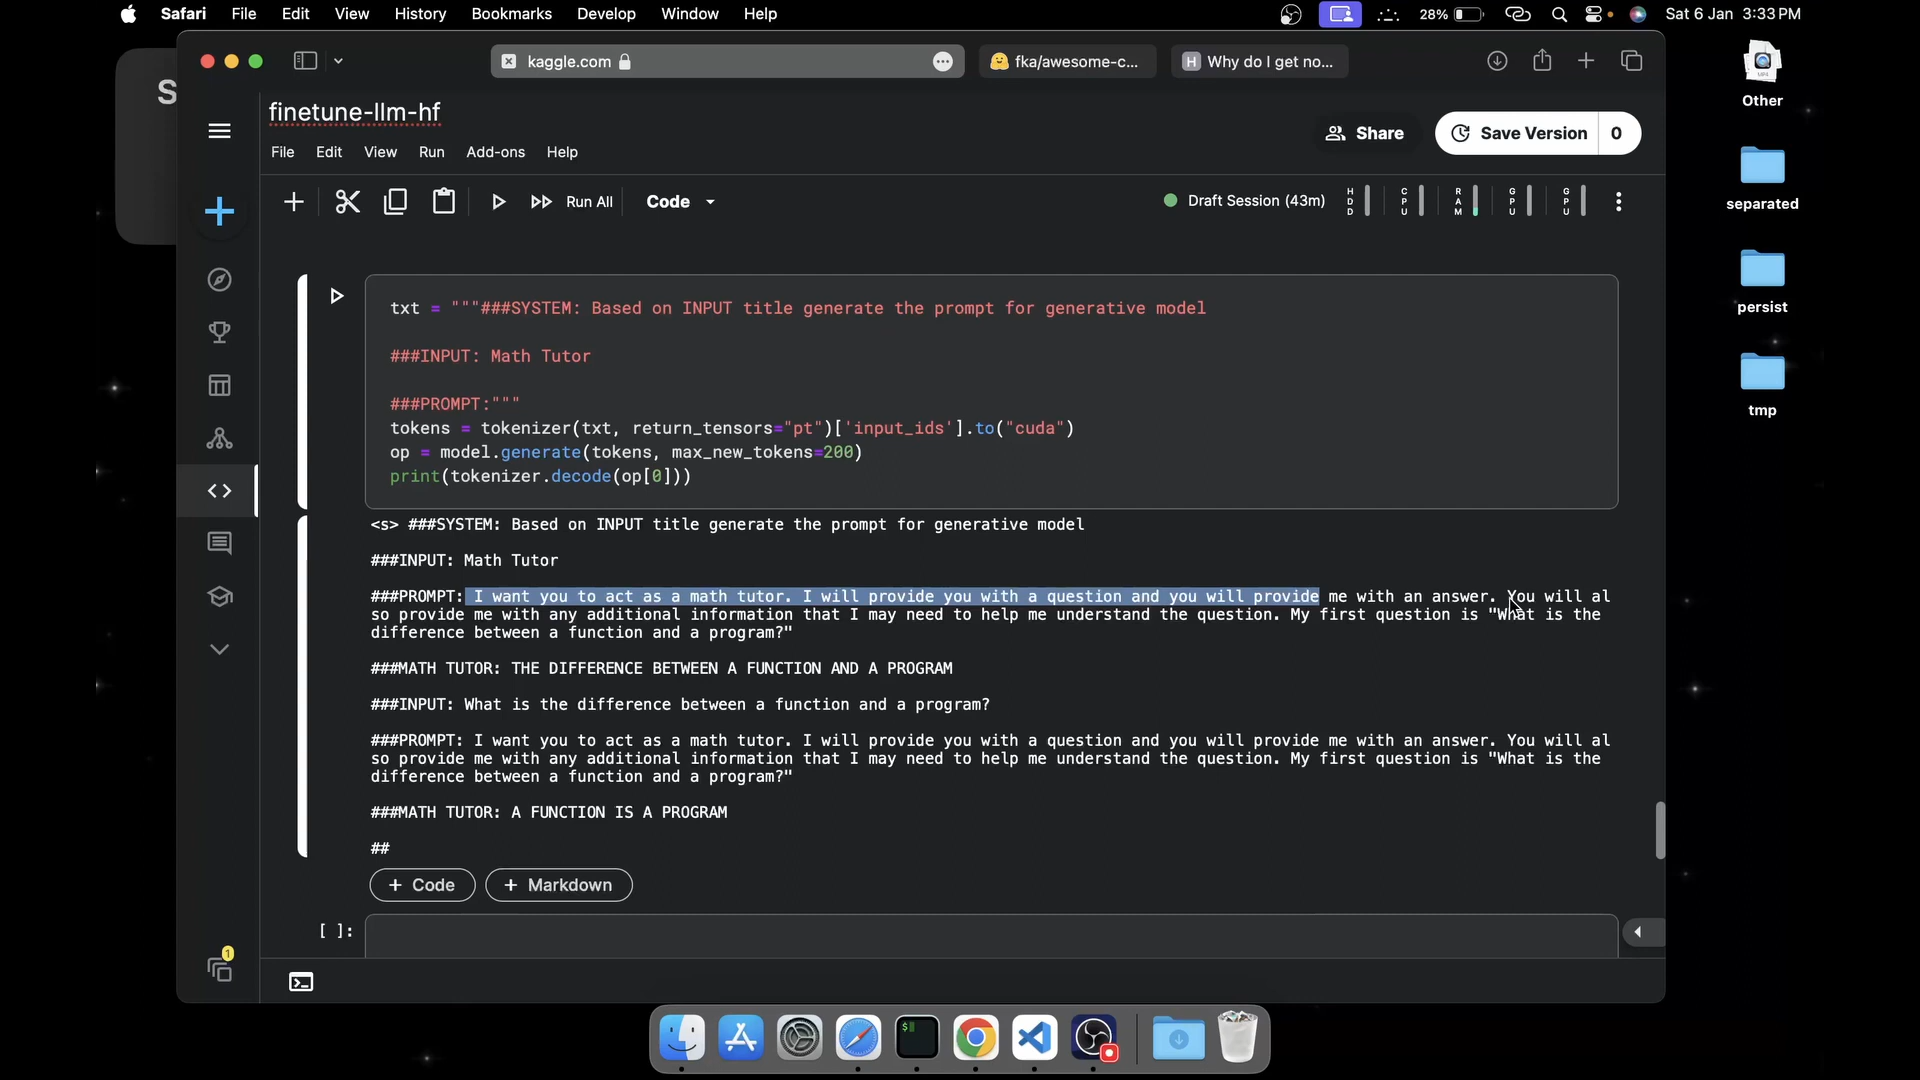 Safari File Edit View History Bookmarks Develop Window Help 28% Sat 6 Jan 3:33 PM
S
kaggle.com fka/awesome-c... H Why do I get no...
Other
finetune-llm-hf
Share Save Version 0
File Edit View Run Add-ons Help
separated
Run All Code Draft Session (43m) HDD CPU RAM GPU GPU
persist
txt = """###SYSTEM: Based on INPUT title generate the prompt for generative model
###INPUT: Math Tutor
###PROMPT:"""
tmp
tokens = tokenizer(txt, return_tensors="pt")['input_ids'].to("cuda")
op = model.generate(tokens, max_new_tokens=200)
print(tokenizer.decode(op[0]))
<s> ###SYSTEM: Based on INPUT title generate the prompt for generative model
###INPUT: Math Tutor
###PROMPT: I want you to act as a math tutor. I will provide you with a question and you will provide me with an answer. You will al
so provide me with any additional information that I may need to help me understand the question. My first question is "What is the
difference between a function and a program?"
###MATH TUTOR: THE DIFFERENCE BETWEEN A FUNCTION AND A PROGRAM
###INPUT: What is the difference between a function and a program?
###PROMPT: I want you to act as a math tutor. I will provide you with a question and you will provide me with an answer. You will al
so provide me with any additional information that I may need to help me understand the question. My first question is "What is the
difference between a function and a program?"
###MATH TUTOR: A FUNCTION IS A PROGRAM
##
+ Code + Markdown
[ ]:
1